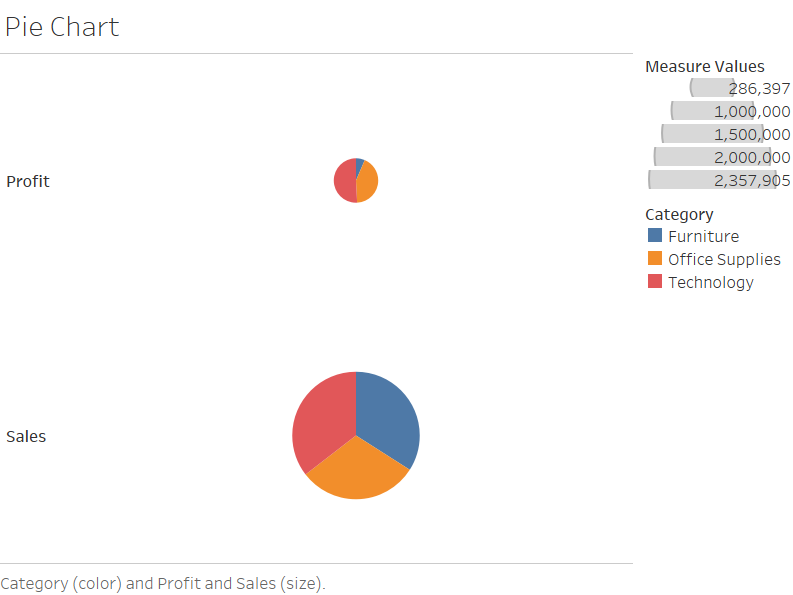 Pie Chart
Measure Values
286,397
1,000,000
1,500,000
2,000,000
2,357,905
Profit
Category
Furniture
Office Supplies
Technology
Sales
Category (color) and Profit and Sales (size).